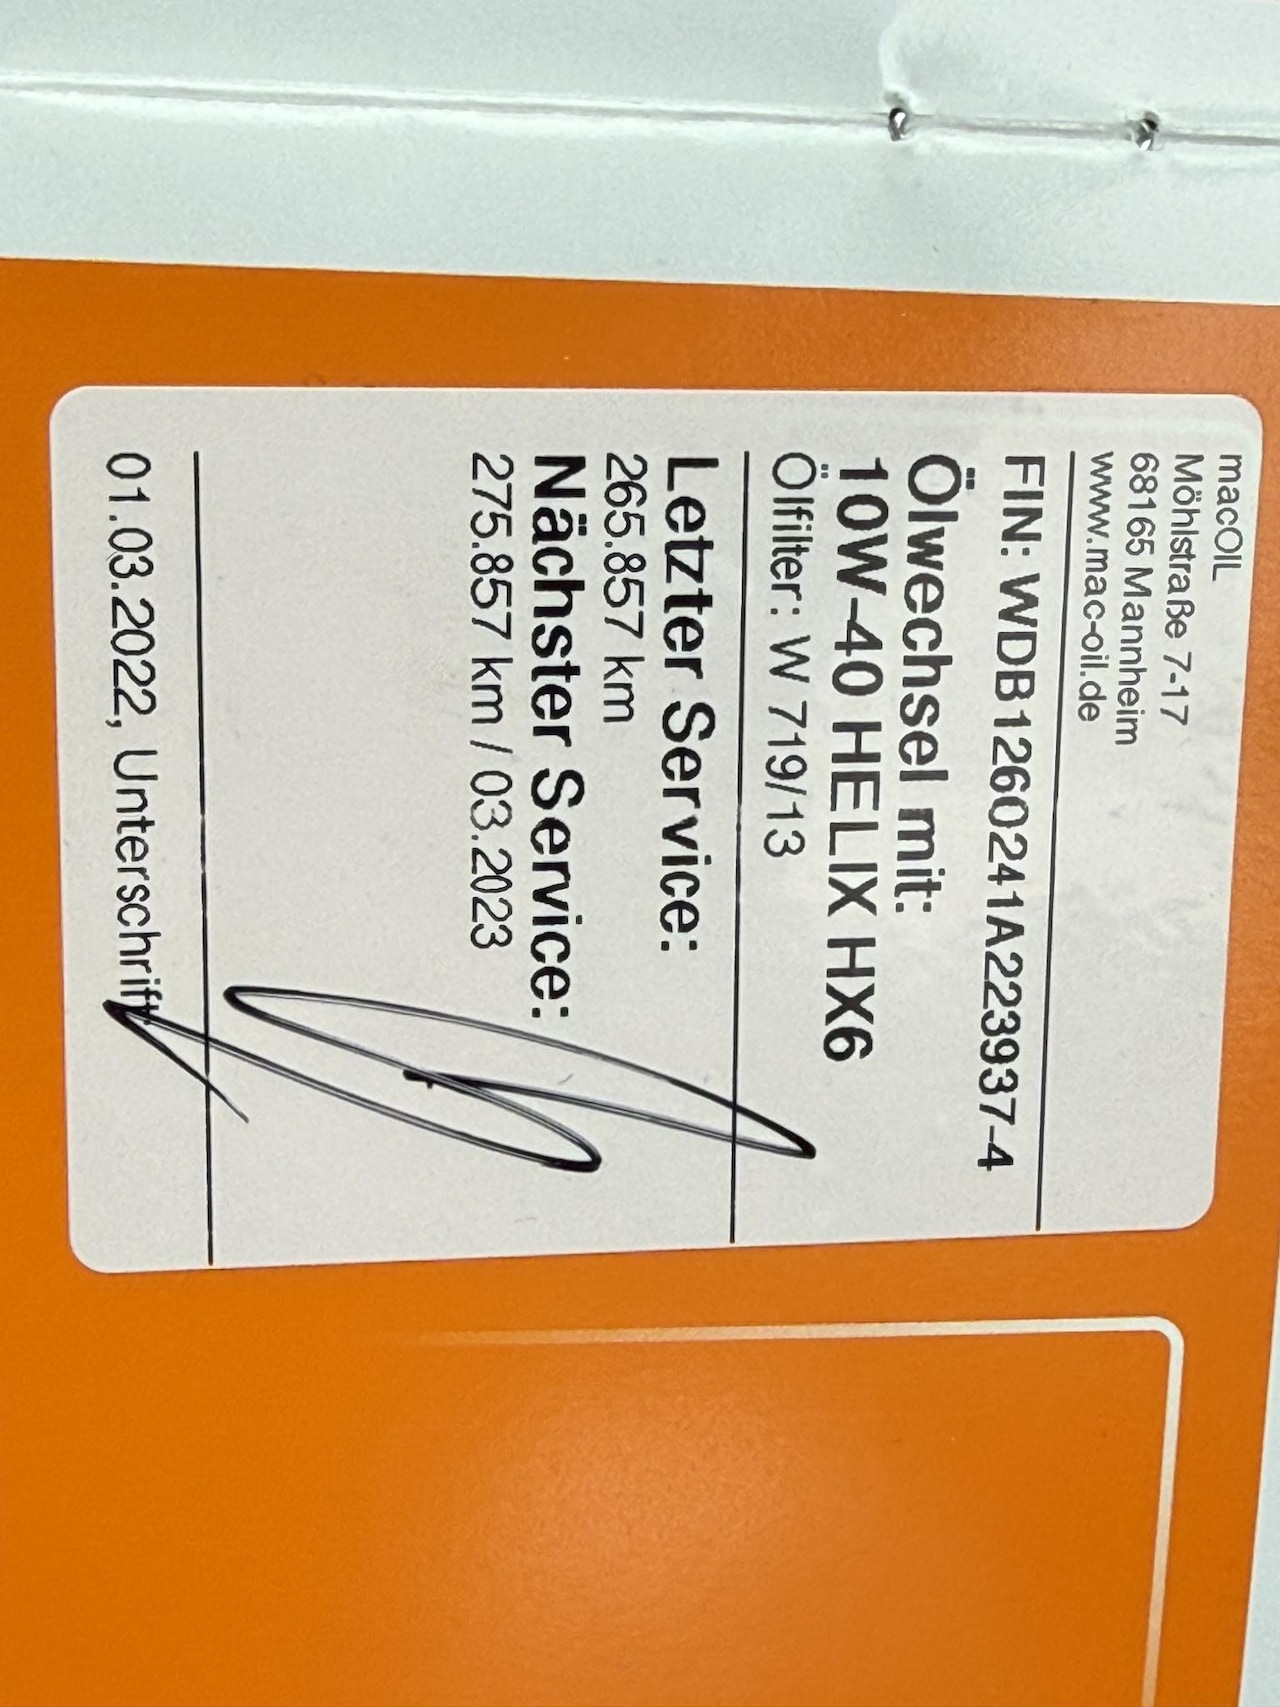 macOIL
Möhlstraße 7-17
68165 Mannheim
www.mac-oil.de
FIN: WDB1260241A223937-4
Ölwechsel mit:
10W-40 HELIX HX6
Ölfilter: W 719/13
Letzter Service:
265.857 km
Nächster Service:
275.857 km / 03.2023
01.03.2022, Unterschrift